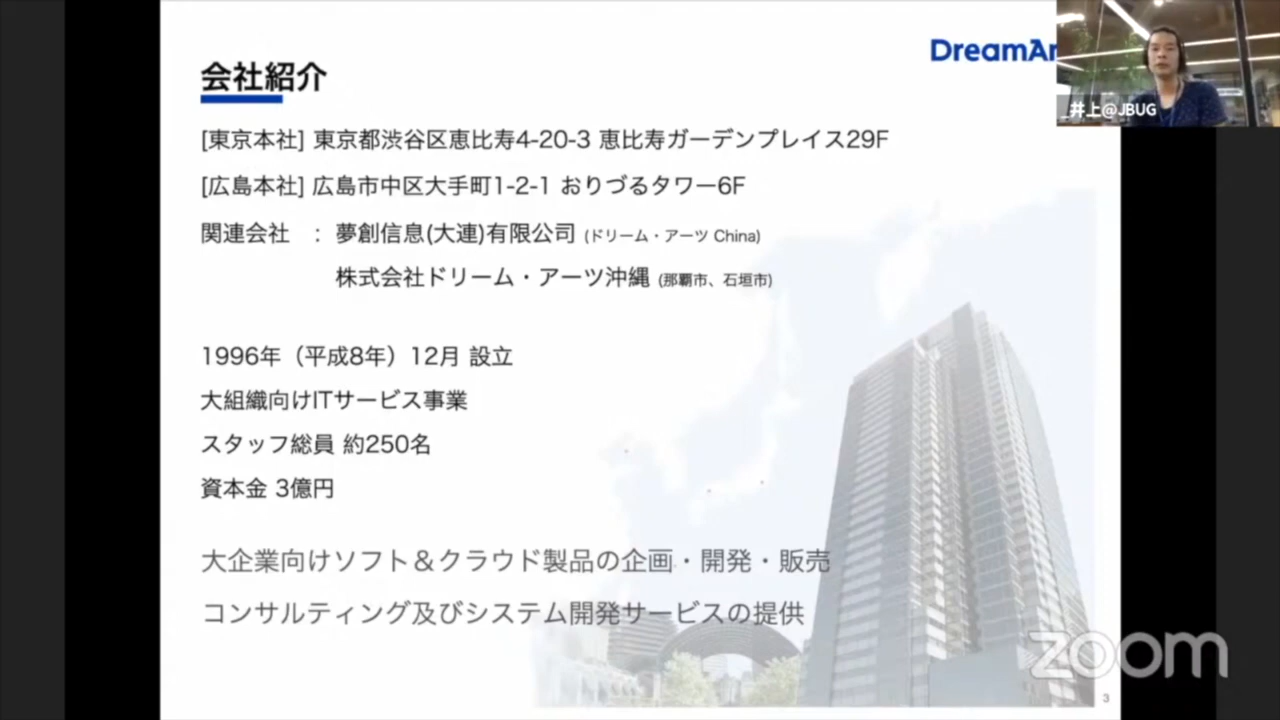 会社紹介
DreamAr
井上@JBUG
[東京本社] 東京都渋谷区恵比寿4-20-3 恵比寿ガーデンプレイス29F
[広島本社] 広島市中区大手町1-2-1 おりづるタワー6F
関連会社 : 夢創信息(大連)有限公司 (ドリーム・アーツ China)
株式会社ドリーム・アーツ沖縄 (那覇市、石垣市)
1996年（平成8年）12月 設立
大組織向けITサービス事業
スタッフ総員 約250名
資本金 3億円
大企業向けソフト＆クラウド製品の企画・開発・販売
コンサルティング及びシステム開発サービスの提供
zoom
3